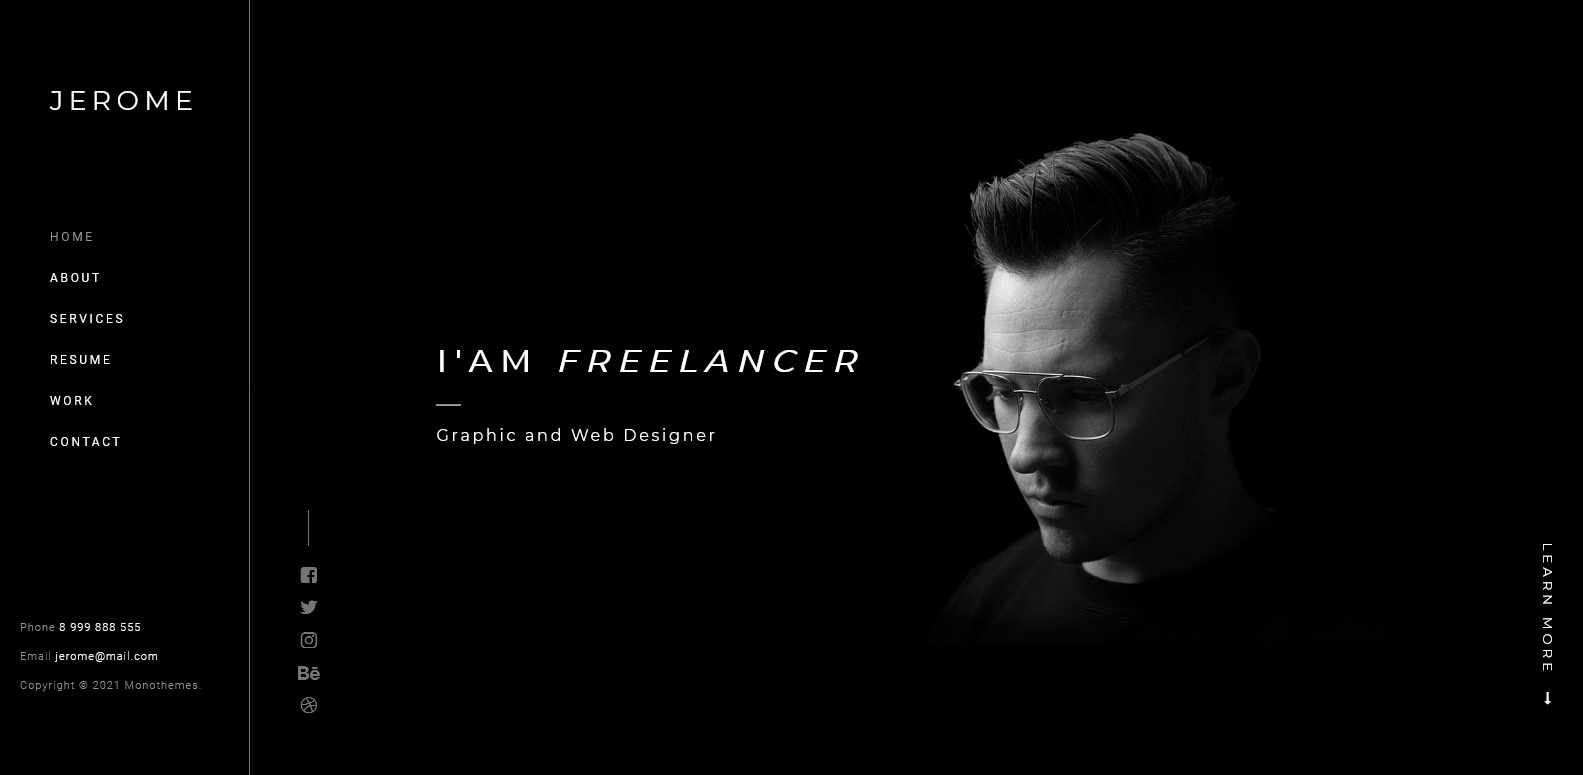 JEROME
HOME
ABOUT
SERVICES
RESUME
WORK
CONTACT
Phone 8 999 888 555
Email jerome@mail.com
Copyright © 2021 Monothemes.
I'AM FREELANCER
Graphic and Web Designer
Bē
LEARN MORE